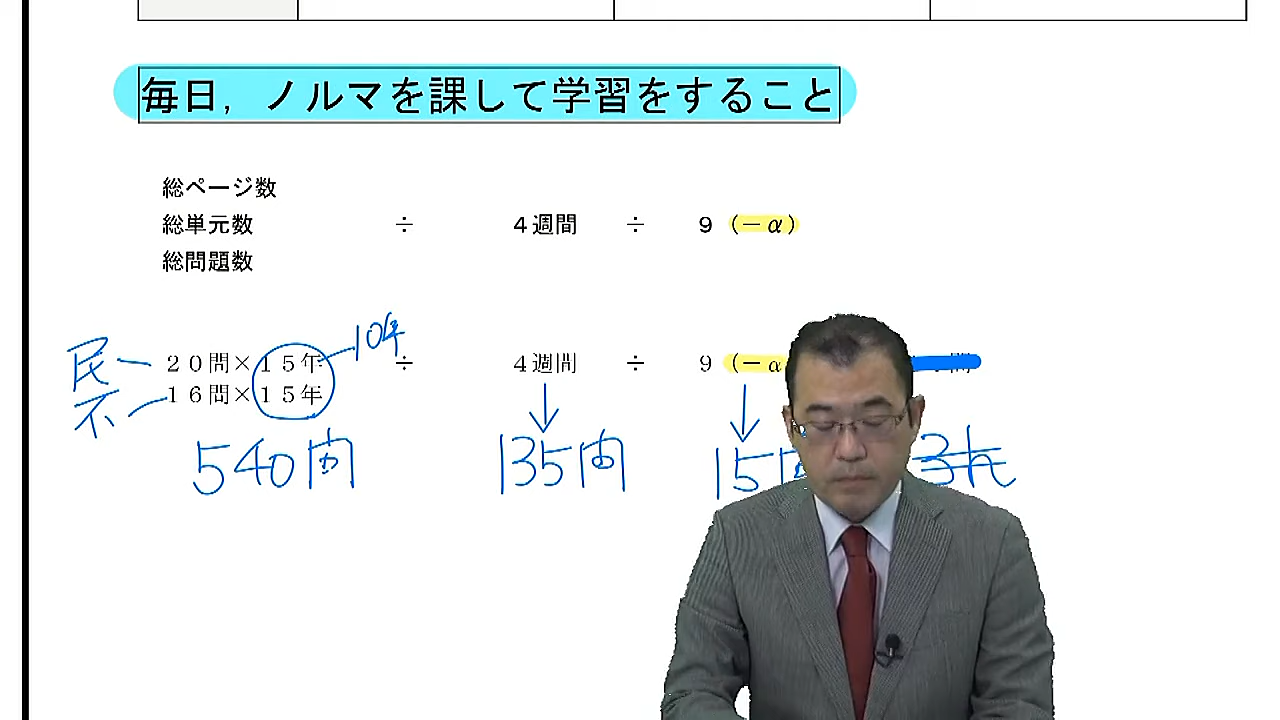 毎日，ノルマを課して学習をすること
総ページ数
総単元数 ÷ ４週間 ÷ ９（－α）
総問題数
10年
民 ２０問×１５年 ÷ ４週間 ÷ ９（－α
不 １６問×１５年
540問 135問 15問